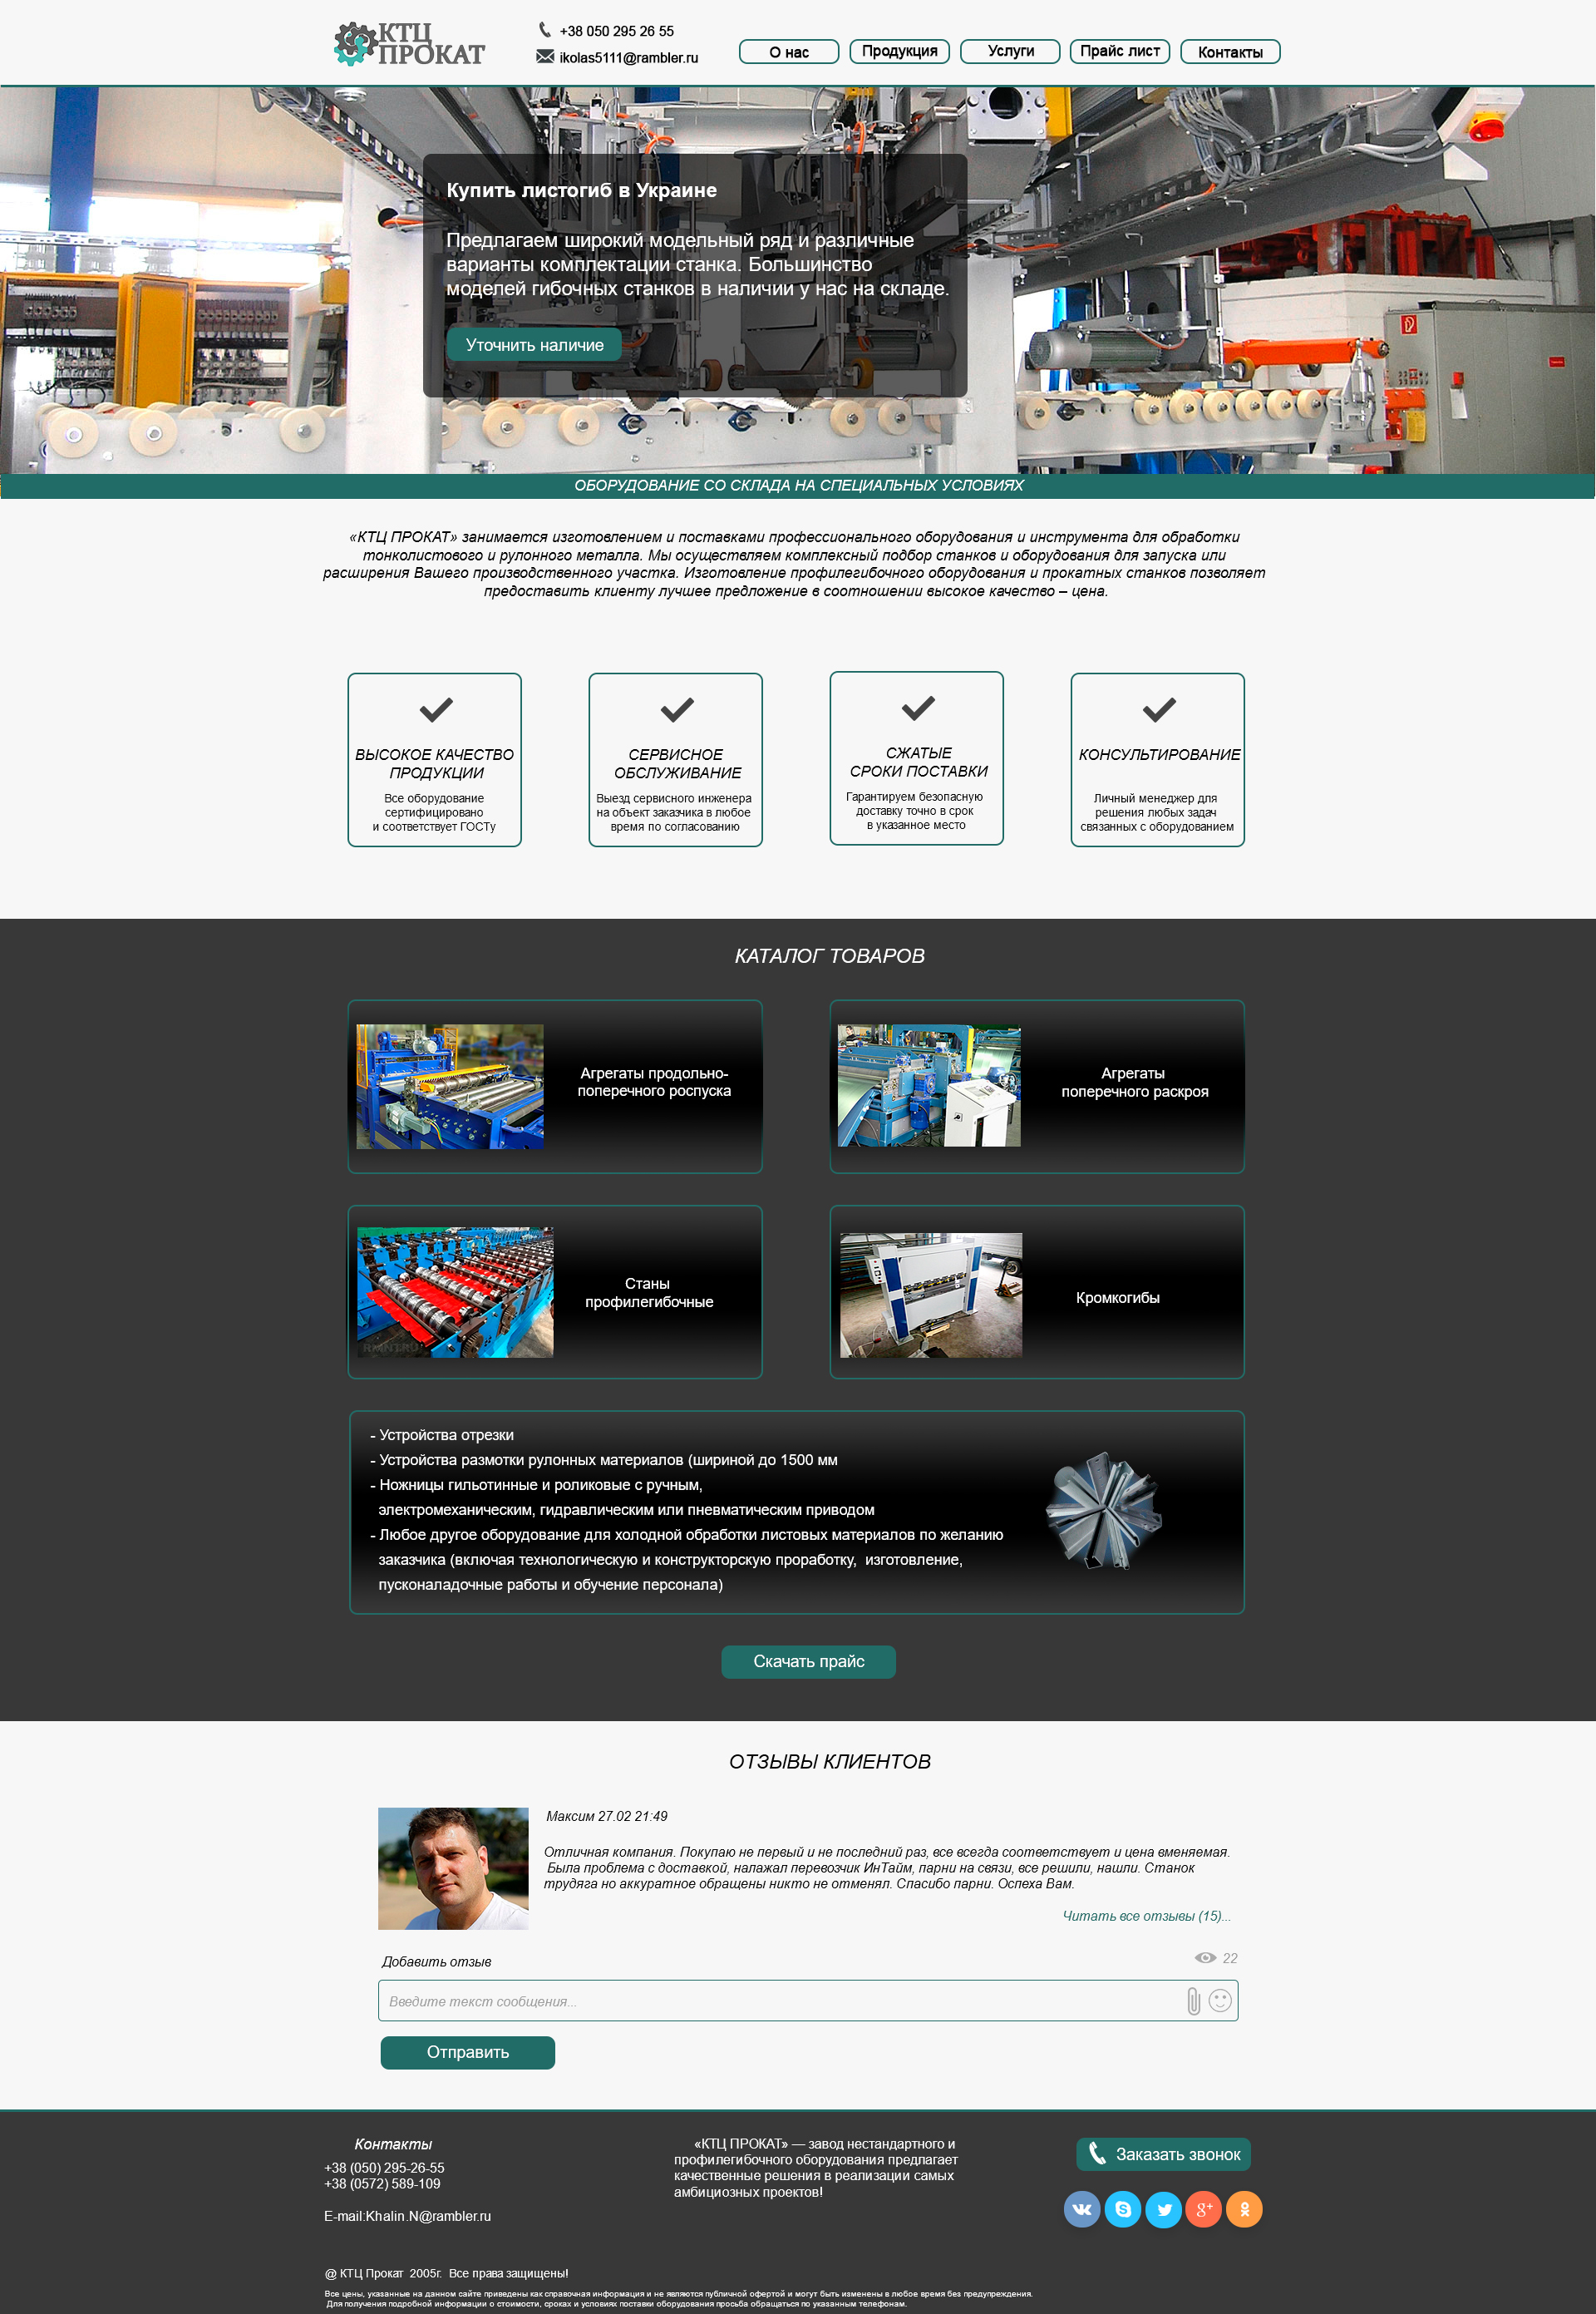 КТЦ
ПРОКАТ
+38 050 295 26 55
ikolas5111@rambler.ru
О нас
Продукция
Услуги
Прайс лист
Контакты
Купить листогиб в Украине
Предлагаем широкий модельный ряд и различные
варианты комплектации станка. Большинство
моделей гибочных станков в наличии у нас на складе.
Уточнить наличие
ОБОРУДОВАНИЕ СО СКЛАДА НА СПЕЦИАЛЬНЫХ УСЛОВИЯХ
«КТЦ ПРОКАТ» занимается изготовлением и поставками профессионального оборудования и инструмента для обработки
тонколистового и рулонного металла. Мы осуществляем комплексный подбор станков и оборудования для запуска или
расширения Вашего производственного участка. Изготовление профилегибочного оборудования и прокатных станков позволяет
предоставить клиенту лучшее предложение в соотношении высокое качество – цена.
ВЫСОКОЕ КАЧЕСТВО
ПРОДУКЦИИ
Все оборудование
сертифицировано
и соответствует ГОСТу
СЕРВИСНОЕ
ОБСЛУЖИВАНИЕ
Выезд сервисного инженера
на объект заказчика в любое
время по согласованию
СЖАТЫЕ
СРОКИ ПОСТАВКИ
Гарантируем безопасную
доставку точно в срок
в указанное место
КОНСУЛЬТИРОВАНИЕ
Личный менеджер для
решения любых задач
связанных с оборудованием
КАТАЛОГ ТОВАРОВ
Агрегаты продольно-
поперечного роспуска
Агрегаты
поперечного раскроя
Станы
профилегибочные
Кромкогибы
- Устройства отрезки
- Устройства размотки рулонных материалов (шириной до 1500 мм
- Ножницы гильотинные и роликовые с ручным,
электромеханическим, гидравлическим или пневматическим приводом
- Любое другое оборудование для холодной обработки листовых материалов по желанию
заказчика (включая технологическую и конструкторскую проработку,  изготовление,
пусконаладочные работы и обучение персонала)
Скачать прайс
ОТЗЫВЫ КЛИЕНТОВ
Максим 27.02 21:49
Отличная компания. Покупаю не первый и не последний раз, все всегда соответствует и цена вменяемая.
Была проблема с доставкой, налажал перевозчик ИнТайм, парни на связи, все решили, нашли. Станок
трудяга но аккуратное обращены никто не отменял. Спасибо парни. Оспеха Вам.
Читать все отзывы (15)...
Добавить отзыв
22
Введите текст сообщения...
Отправить
Контакты
+38 (050) 295-26-55
+38 (0572) 589-109
E-mail:Khalin.N@rambler.ru
«КТЦ ПРОКАТ» — завод нестандартного и
профилегибочного оборудования предлагает
качественные решения в реализации самых
амбициозных проектов!
Заказать звонок
@ КТЦ Прокат  2005г.  Все права защищены!
Все цены, указанные на данном сайте приведены как справочная информация и не являются публичной офертой и могут быть изменены в любое время без предупреждения.
Для получения подробной информации о стоимости, сроках и условиях поставки оборудования просьба обращаться по указанным телефонам.